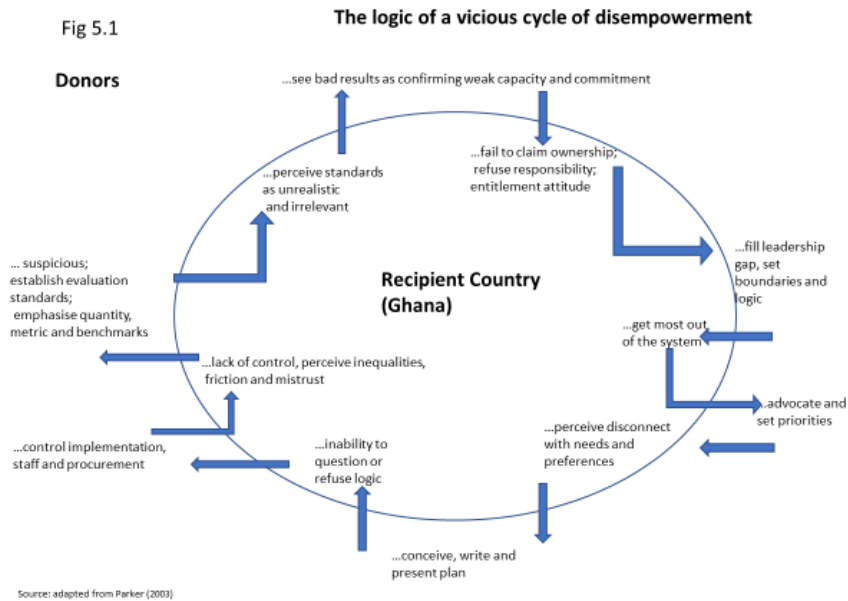 The logic of a vicious cycle of disempowerment
Fig 5.1
Donors
...see bad results as confirming weak capacity and commitment
...fail to claim ownership;
refuse responsibility;
entitlement attitude
...perceive standards
as unrealistic
and irrelevant
...fill leadership
gap, set
boundaries and
logic
... suspicious;
establish evaluation
standards;
emphasise quantity,
metric and benchmarks
Recipient Country
(Ghana)
...get most out
of the system
...lack of control, perceive inequalities,
friction and mistrust
...advocate and
set priorities
...perceive disconnect
with needs and
preferences
...control implementation,
staff and procurement
...inability to
question or
refuse logic
...conceive, write and
present plan
Source: adapted from Parker (2003)